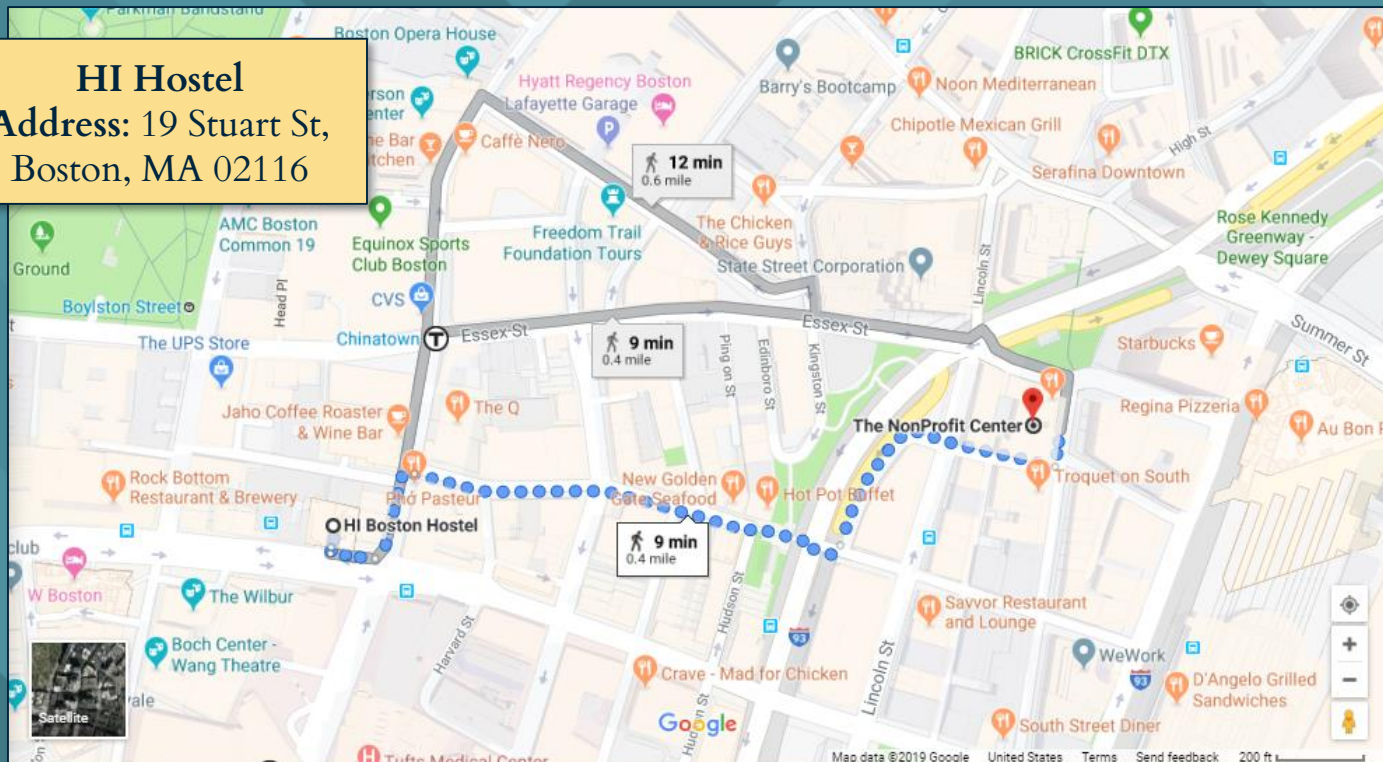 Parkman Bandstand
Boston Opera House
BRICK CrossFit DTX
HI Hostel
Address: 19 Stuart St,
Boston, MA 02116
Hyatt Regency Boston
Lafayette Garage
Barry's Bootcamp
Noon Mediterranean
Caffè Nero
Chipotle Mexican Grill
High St
12 min
0.6 mile
Serafina Downtown
AMC Boston
Common 19
Equinox Sports
Club Boston
Freedom Trail
Foundation Tours
The Chicken
& Rice Guys
State Street Corporation
Lincoln St
Rose Kennedy
Greenway -
Dewey Square
Ground
Head Pl
CVS
Boylston Street
Chinatown
T
Essex St
Essex St
Summer St
The UPS Store
9 min
0.4 mile
Ping on St
Edinboro St
Kingston St
Starbucks
Jaho Coffee Roaster
& Wine Bar
The Q
The NonProfit Center
Regina Pizzeria
Au Bon
Rock Bottom
Restaurant & Brewery
Phó Pasteur
New Golden
Gate Seafood
Hot Pot Buffet
Troquet on South
HI Boston Hostel
9 min
0.4 mile
club
W Boston
The Wilbur
Hudson St
Savvor Restaurant
and Lounge
93
Boch Center -
Wang Theatre
Harvard St
Lincoln St
WeWork
93
Crave - Mad for Chicken
D'Angelo Grilled
Sandwiches
Satellite
Google
Hudson St
South Street Diner
Tufts Medical Center
Map data ©2019 Google United States Terms Send feedback 200 ft